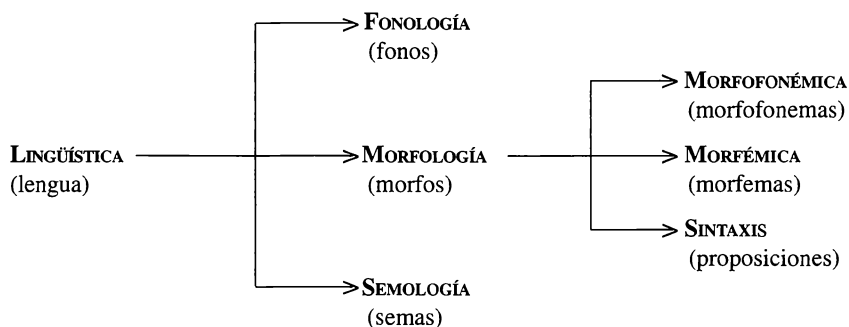 FONOLOGÍA
(fonos)
MORFOFONÉMICA
(morfofonemas)
LINGÜÍSTICA
(lengua)
MORFOLOGÍA
(morfos)
MORFÉMICA
(morfemas)
SINTAXIS
(proposiciones)
SEMOLOGÍA
(semas)